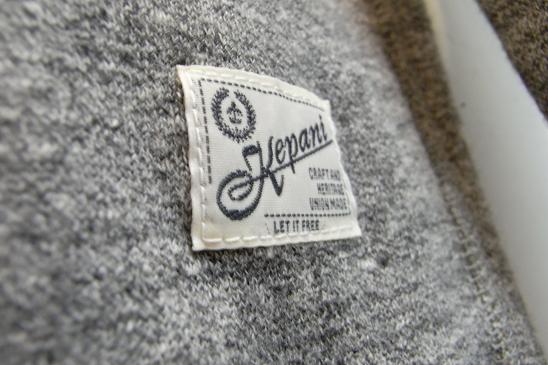 Kepani
CRAFT AND
HERITAGE
UNION MADE
LET IT FREE